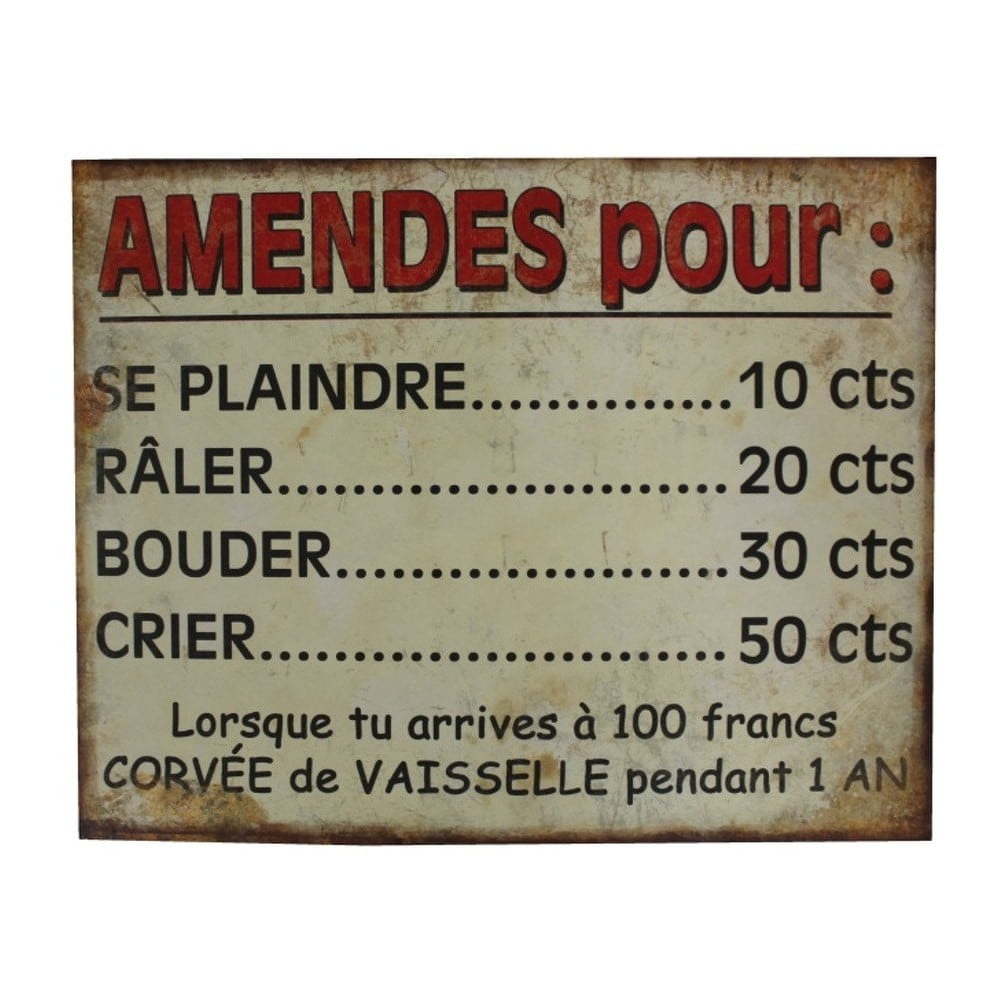 AMENDES pour :
SE PLAINDRE..............10 cts
RÂLER........................20 cts
BOUDER.....................30 cts
CRIER.........................50 cts
Lorsque tu arrives à 100 francs
CORVÉE de VAISSELLE pendant 1 AN